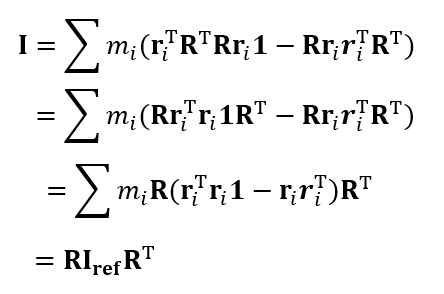 𝐈 = ∑ 𝑚ᵢ(𝐫ᵢᵀ𝐑ᵀ𝐑𝐫ᵢ𝟏 − 𝐑𝐫ᵢ𝒓ᵢᵀ𝐑ᵀ)
= ∑ 𝑚ᵢ(𝐑𝐫ᵢᵀ𝐫ᵢ𝟏𝐑ᵀ − 𝐑𝐫ᵢ𝒓ᵢᵀ𝐑ᵀ)
= ∑ 𝑚ᵢ𝐑(𝐫ᵢᵀ𝐫ᵢ𝟏 − 𝐫ᵢ𝒓ᵢᵀ)𝐑ᵀ
= 𝐑𝐈_𝐫𝐞𝐟𝐑ᵀ